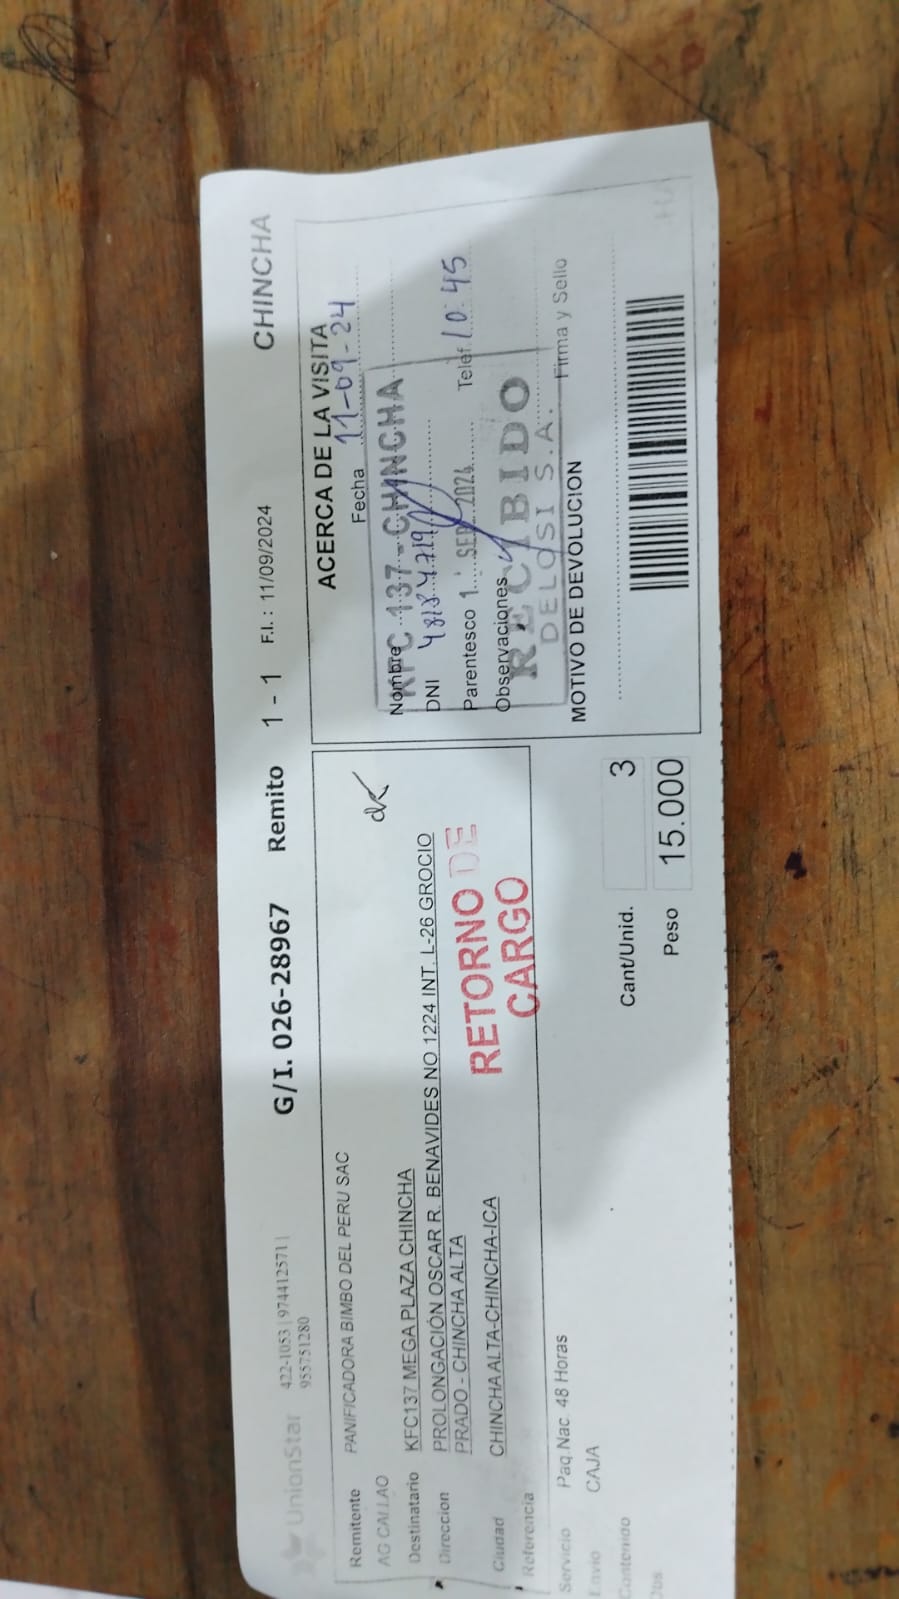 UnionStar
422-1053 | 974412571 |
955751280
G/I. 026-28967 Remito 1 - 1 F.I.: 11/09/2024 CHINCHA
Remitente PANIFICADORA BIMBO DEL PERU SAC
AG CALLAO
Destinatario KFC137 MEGA PLAZA CHINCHA
Direccion PROLONGACIÓN OSCAR R. BENAVIDES NO 1224 INT. L-26 GROCIO
PRADO - CHINCHA ALTA
Ciudad CHINCHA ALTA-CHINCHA-ICA
Referencia
RETORNO DE
CARGO
Servicio Paq.Nac. 48 Horas
Envio CAJA
Contenido
Cant/Unid. 3
Peso 15.000
ACERCA DE LA VISITA
Fecha 11-09-24
Nombre
KFC 137 - CHINCHA
DNI
Parentesco Telef 10:45
1 SEP 2024
Observaciones
RECIBIDO
DELOSI S.A.
Firma y Sello
MOTIVO DE DEVOLUCION